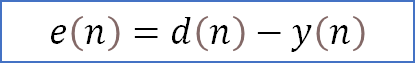 e(n) = d(n) − y(n)